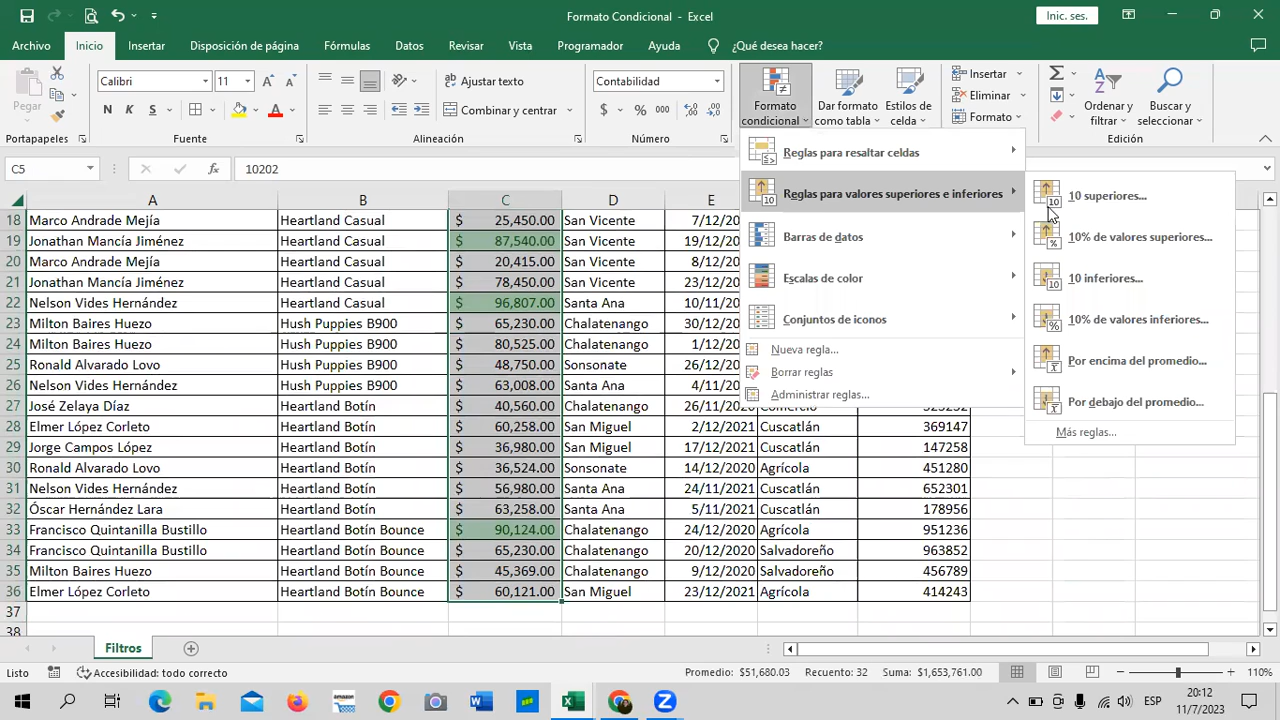 Formato Condicional - Excel
Inic. ses.
Archivo Inicio Insertar Disposición de página Fórmulas Datos Revisar Vista Programador Ayuda ¿Qué desea hacer?
Pegar
Calibri 11
N K S
Ajustar texto
Combinar y centrar
Contabilidad
$ % 000
Formato condicional
Dar formato como tabla
Estilos de celda
Insertar
Eliminar
Formato
Ordenar y filtrar
Buscar y seleccionar
Portapapeles Fuente Alineación Número Edición
C5 fx 10202
A B C D E
18 Marco Andrade Mejía Heartland Casual $ 25,450.00 San Vicente 7/12/20
19 Jonathan Mancía Jiménez Heartland Casual $ 87,540.00 San Vicente 19/12/20
20 Marco Andrade Mejía Heartland Casual $ 20,415.00 San Vicente 8/12/20
21 Jonathan Mancía Jiménez Heartland Casual $ 78,450.00 San Vicente 23/12/20
22 Nelson Vides Hernández Heartland Casual $ 96,807.00 Santa Ana 10/11/20
23 Milton Baires Huezo Hush Puppies B900 $ 65,230.00 Chalatenango 30/12/20
24 Milton Baires Huezo Hush Puppies B900 $ 80,525.00 Chalatenango 1/12/20
25 Ronald Alvarado Lovo Hush Puppies B900 $ 48,750.00 Sonsonate 26/12/20
26 Nelson Vides Hernández Hush Puppies B900 $ 63,008.00 Santa Ana 4/11/20
27 José Zelaya Díaz Heartland Botín $ 40,560.00 Chalatenango 26/11/2020 Comercio 325252
28 Elmer López Corleto Heartland Botín $ 60,258.00 San Miguel 2/12/2021 Cuscatlán 369147
29 Jorge Campos López Heartland Botín $ 36,980.00 San Miguel 17/12/2021 Cuscatlán 147258
30 Ronald Alvarado Lovo Heartland Botín $ 36,524.00 Sonsonate 14/12/2020 Agrícola 451280
31 Nelson Vides Hernández Heartland Botín $ 56,980.00 Santa Ana 24/11/2021 Cuscatlán 652301
32 Óscar Hernández Lara Heartland Botín $ 63,258.00 Santa Ana 5/11/2021 Cuscatlán 178956
33 Francisco Quintanilla Bustillo Heartland Botín Bounce $ 90,124.00 Chalatenango 24/12/2020 Agrícola 951236
34 Francisco Quintanilla Bustillo Heartland Botín Bounce $ 65,230.00 Chalatenango 20/12/2020 Salvadoreño 963852
35 Milton Baires Huezo Heartland Botín Bounce $ 45,369.00 Chalatenango 9/12/2020 Salvadoreño 456789
36 Elmer López Corleto Heartland Botín Bounce $ 60,121.00 San Miguel 23/12/2021 Agrícola 414243
37
38
Reglas para resaltar celdas
Reglas para valores superiores e inferiores
Barras de datos
Escalas de color
Conjuntos de iconos
Nueva regla...
Borrar reglas
Administrar reglas...
10 superiores...
10% de valores superiores...
10 inferiores...
10% de valores inferiores...
Por encima del promedio...
Por debajo del promedio...
Más reglas...
Filtros
Listo Accesibilidad: todo correcto Promedio: $51,680.03 Recuento: 32 Suma: $1,653,761.00 110%
amazon
ESP
20:12
11/7/2023